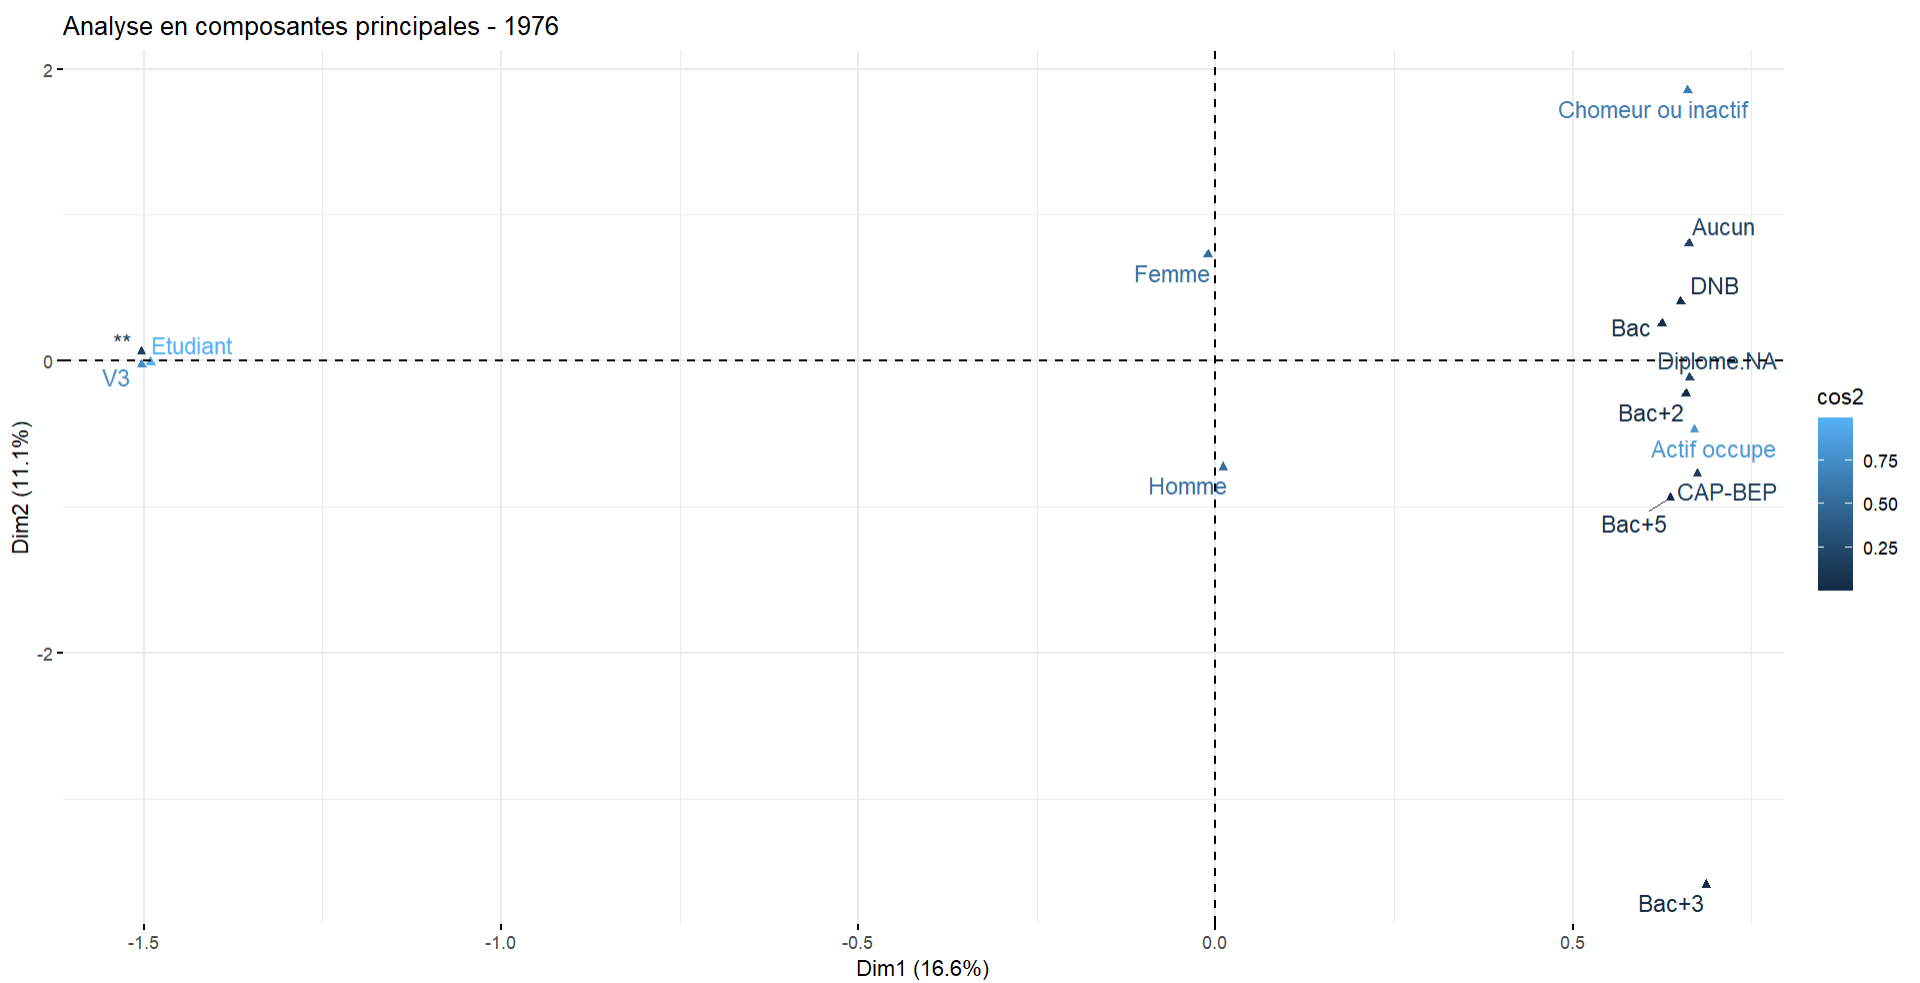 Analyse en composantes principales - 1976
2
Chomeur ou inactif
Aucun
Femme
DNB
Bac
**
Etudiant
0
Diplome.NA
V3
cos2
Bac+2
Actif occupe
0.75
Homme
CAP-BEP
0.50
Bac+5
0.25
Dim2 (11.1%)
-2
Bac+3
-1.5
-1.0
-0.5
0.0
0.5
Dim1 (16.6%)